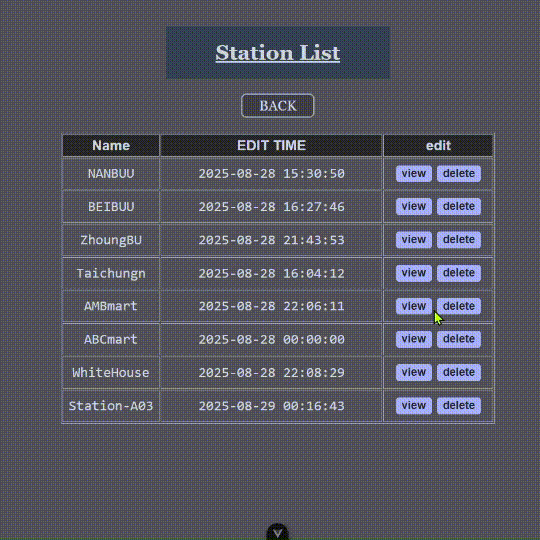 Station List
BACK
Name EDIT TIME edit
NANBUU 2025-08-28 15:30:50 view delete
BEIBUU 2025-08-28 16:27:46 view delete
ZhoungBU 2025-08-28 21:43:53 view delete
Taichungn 2025-08-28 16:04:12 view delete
AMBmart 2025-08-28 22:06:11 view delete
ABCmart 2025-08-28 00:00:00 view delete
WhiteHouse 2025-08-28 22:08:29 view delete
Station-A03 2025-08-29 00:16:43 view delete